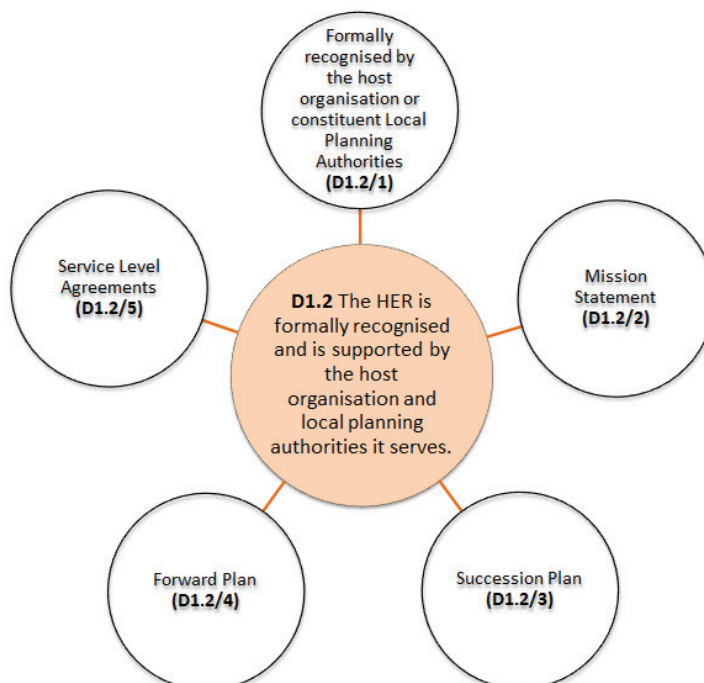 Formally
recognised by
the host
organisation or
constituent Local
Planning
Authorities
(D1.2/1)
Service Level
Agreements
(D1.2/5)
Mission
Statement
(D1.2/2)
D1.2 The HER is
formally recognised
and is supported by
the host
organisation and
local planning
authorities it serves.
Forward Plan
(D1.2/4)
Succession Plan
(D1.2/3)